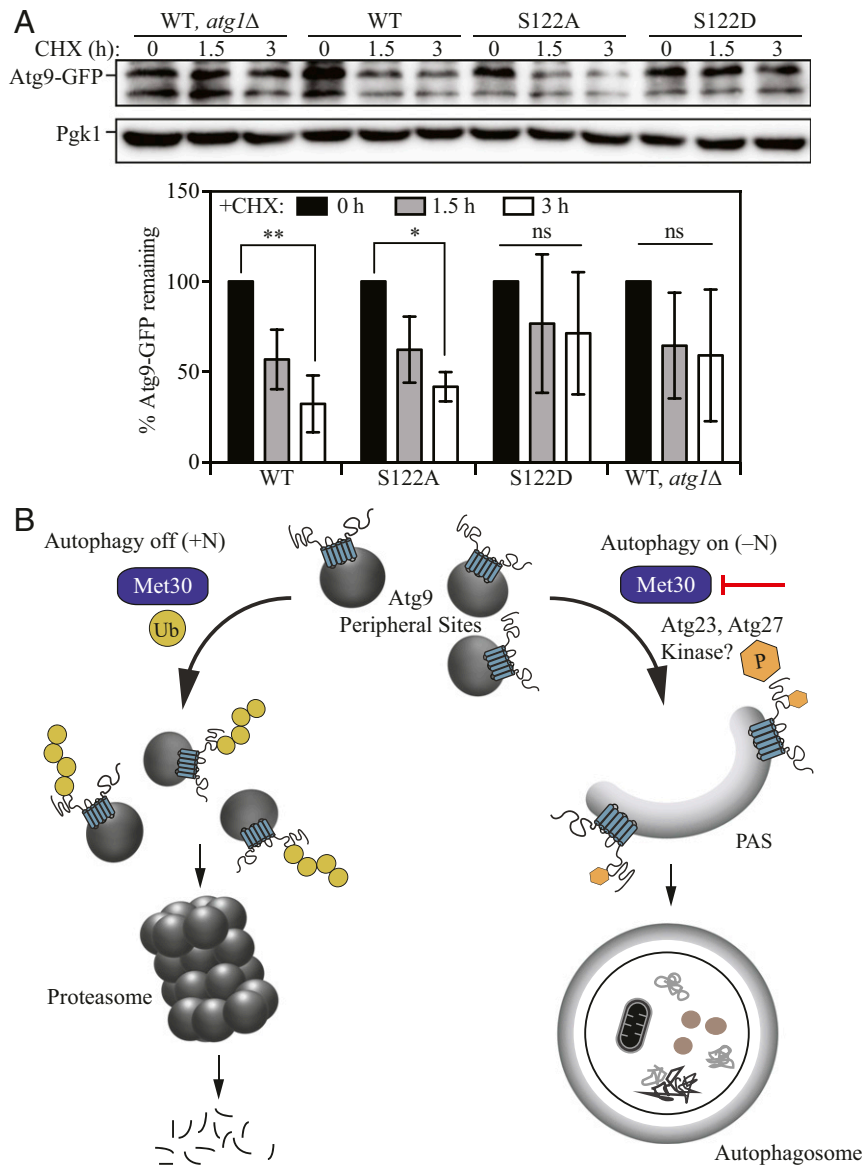 A
WT, atg1Δ WT S122A S122D
CHX (h): 0 1.5 3 0 1.5 3 0 1.5 3 0 1.5 3
Atg9-GFP
Pgk1
% Atg9-GFP remaining
150
100
50
0
+CHX: 0 h 1.5 h 3 h
** * ns ns
WT S122A S122D WT, atg1Δ
B
Autophagy off (+N)
Met30
Ub
Atg9
Peripheral Sites
Autophagy on (–N)
Met30
Atg23, Atg27
Kinase?
P
PAS
Proteasome
Autophagosome